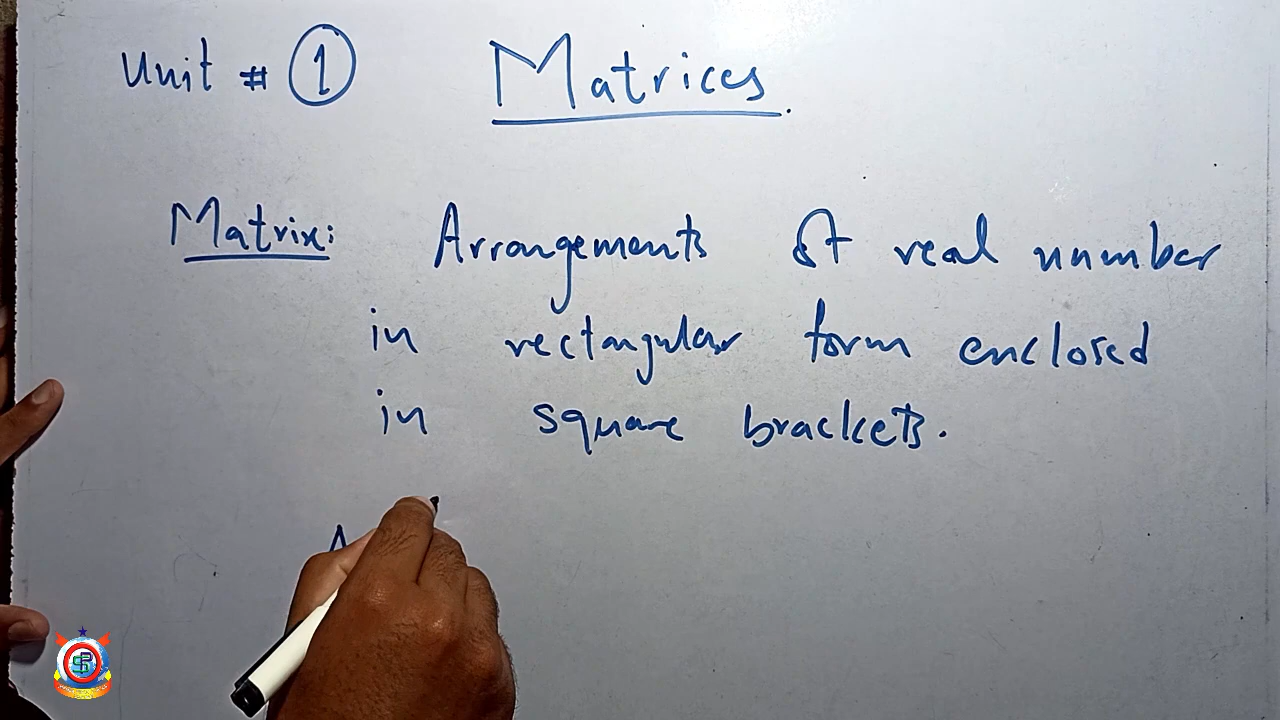 Unit # 1 Matrices.
Matrix: Arrangements of real number
in rectangular form enclosed
in square brackets.
A